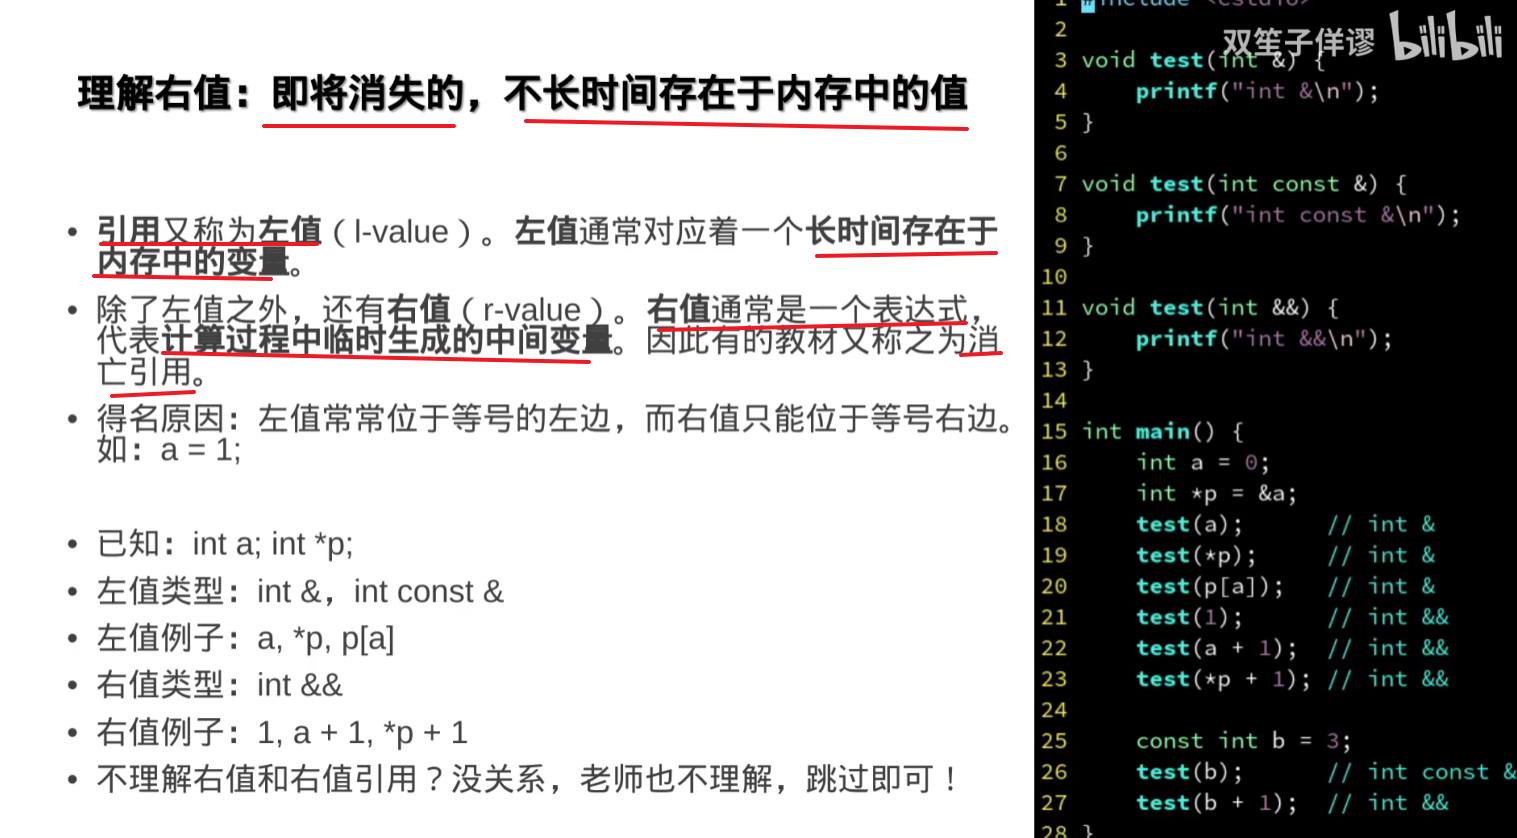 理解右值：即将消失的，不长时间存在于内存中的值
• 引用又称为左值（l-value）。左值通常对应着一个长时间存在于
内存中的变量。
• 除了左值之外，还有右值（r-value）。右值通常是一个表达式，
代表计算过程中临时生成的中间变量。因此有的教材又称之为消
亡引用。
• 得名原因：左值常常位于等号的左边，而右值只能位于等号右边。
如：a = 1;
• 已知：int a; int *p;
• 左值类型：int &，int const &
• 左值例子：a, *p, p[a]
• 右值类型：int &&
• 右值例子：1, a + 1, *p + 1
• 不理解右值和右值引用？没关系，老师也不理解，跳过即可！
双笙子佯谬 bilibili
1 #include <cstdio>
2
3 void test(int &) {
4     printf("int &\n");
5 }
6
7 void test(int const &) {
8     printf("int const &\n");
9 }
10
11 void test(int &&) {
12     printf("int &&\n");
13 }
14
15 int main() {
16     int a = 0;
17     int *p = &a;
18     test(a);      // int &
19     test(*p);     // int &
20     test(p[a]);   // int &
21     test(1);      // int &&
22     test(a + 1);  // int &&
23     test(*p + 1); // int &&
24
25     const int b = 3;
26     test(b);      // int const &
27     test(b + 1);  // int &&
28 }